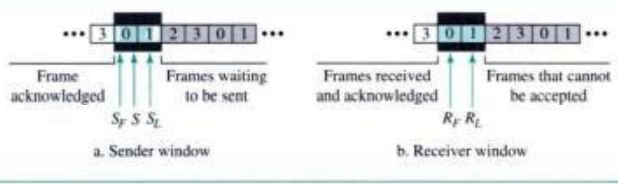 ••• 3 0 1 2 3 0 1 •••
Frame acknowledged
Frames waiting to be sent
S_F S S_L
a. Sender window
••• 3 0 1 2 3 0 1 •••
Frames received and acknowledged
Frames that cannot be accepted
R_F R_L
b. Receiver window